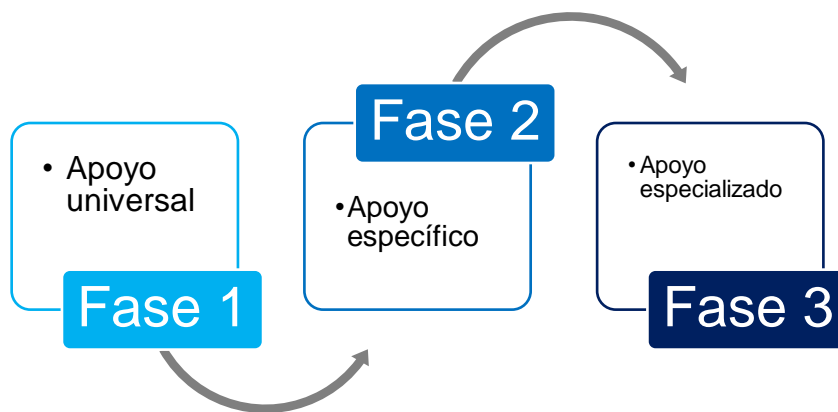 • Apoyo
universal
Fase 1
Fase 2
•Apoyo
específico
•Apoyo
especializado
Fase 3